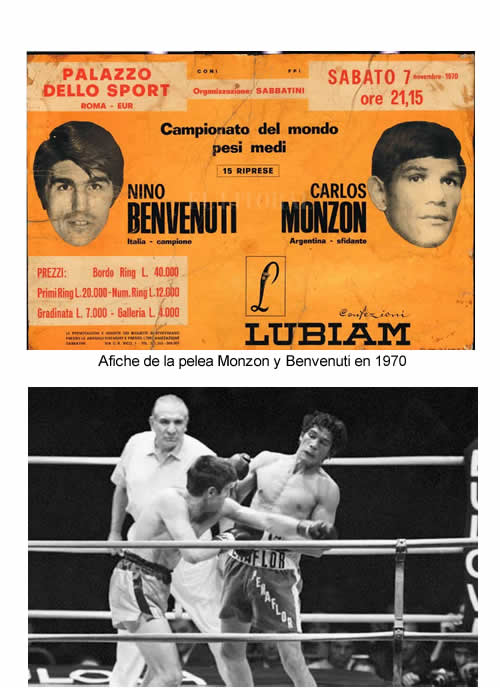 PALAZZO
DELLO SPORT
ROMA - EUR
CONI FPI
Organizzazione: SABBATINI
SABATO 7 novembre - 1970
ore 21,15
Campionato del mondo
pesi medi
15 RIPRESE
NINO
BENVENUTI
Italia - campione
CARLOS
MONZON
Argentina - sfidante
PREZZI: Bordo Ring L. 40.000
Primi Ring L. 20.000 - Num. Ring L. 12.000
Gradinata L. 7.000 - Galleria L. 4.000
L
Confezioni
LUBIAM
Afiche de la pelea Monzon y Benvenuti en 1970
PERAFLOR